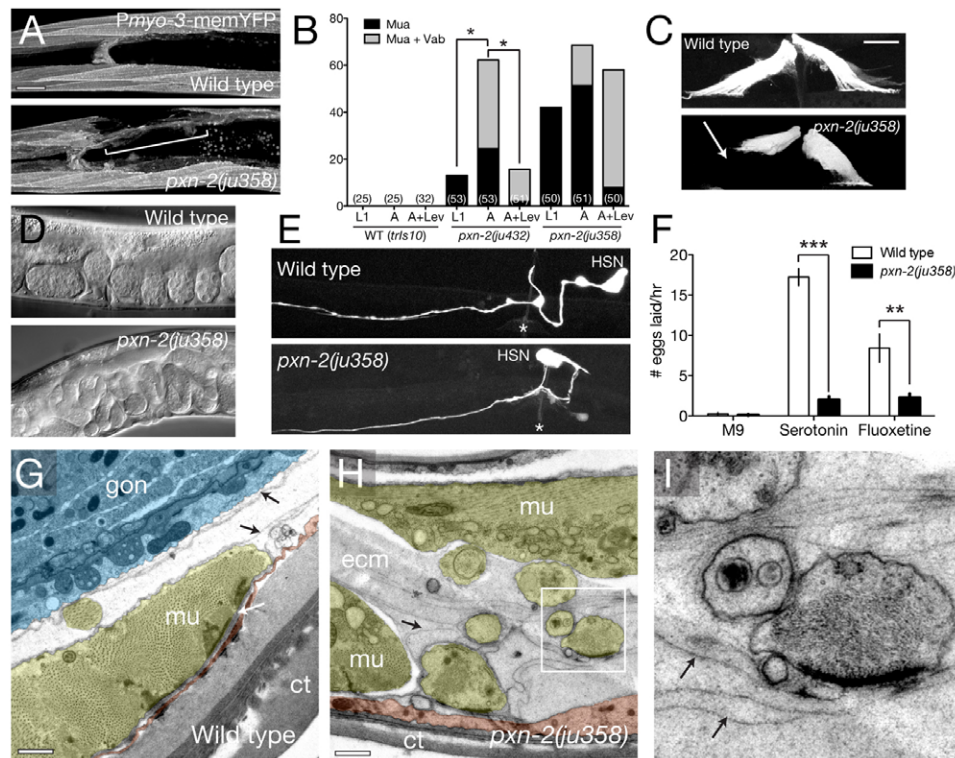 A
Pmyo-3-memYFP
Wild type
pxn-2(ju358)
B
Mua
Mua + Vab
80
60
40
20
0
* *
(25) (25) (32) (53) (53) (51) (50) (51) (50)
L1 A A+Lev L1 A A+Lev L1 A A+Lev
WT (trIs10) pxn-2(ju432) pxn-2(ju358)
C
Wild type
pxn-2(ju358)
D
Wild type
pxn-2(ju358)
E
Wild type
HSN
*
pxn-2(ju358)
HSN
*
F
Wild type
pxn-2(ju358)
# eggs laid/hr
20
15
10
5
0
***
**
M9 Serotonin Fluoxetine
G
gon
mu
ct
Wild type
H
mu
ecm
mu
ct
pxn-2(ju358)
I